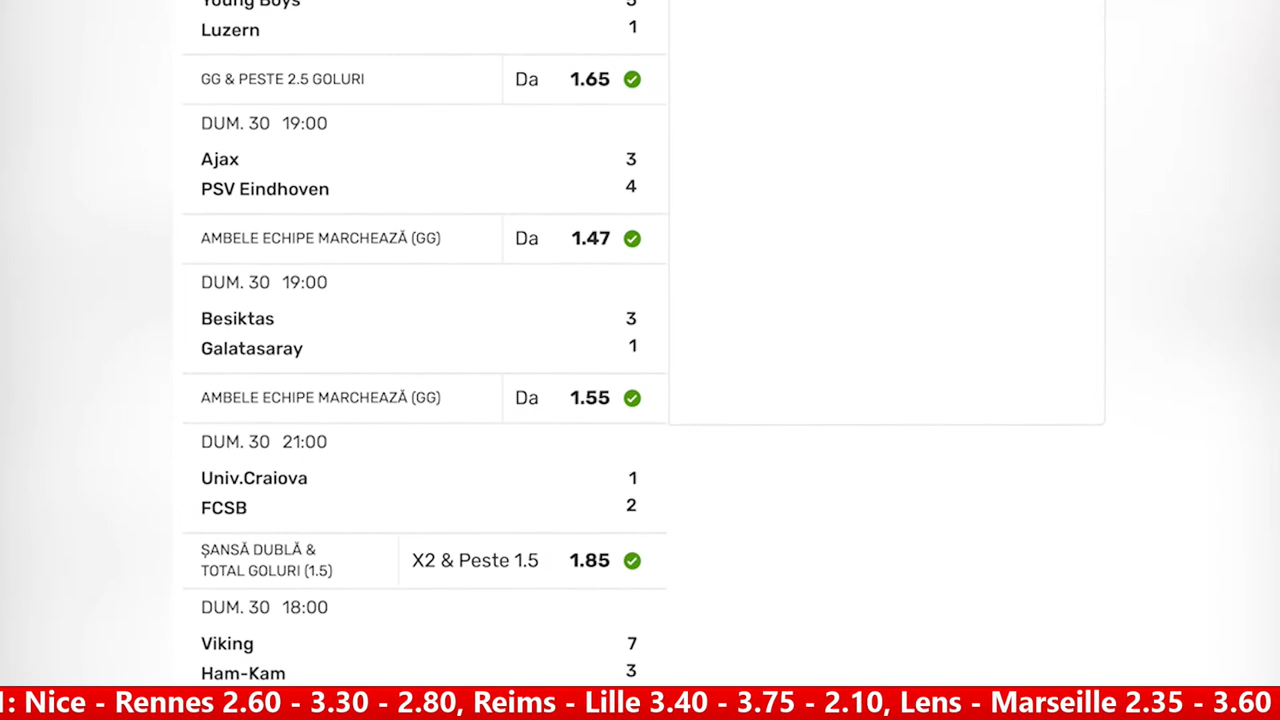 Young Boys 5
Luzern 1
GG & PESTE 2.5 GOLURI Da 1.65
DUM. 30 19:00
Ajax 3
PSV Eindhoven 4
AMBELE ECHIPE MARCHEAZĂ (GG) Da 1.47
DUM. 30 19:00
Besiktas 3
Galatasaray 1
AMBELE ECHIPE MARCHEAZĂ (GG) Da 1.55
DUM. 30 21:00
Univ.Craiova 1
FCSB 2
ȘANSĂ DUBLĂ &
TOTAL GOLURI (1.5) X2 & Peste 1.5 1.85
DUM. 30 18:00
Viking 7
Ham-Kam 3
1: Nice - Rennes 2.60 - 3.30 - 2.80, Reims - Lille 3.40 - 3.75 - 2.10, Lens - Marseille 2.35 - 3.60